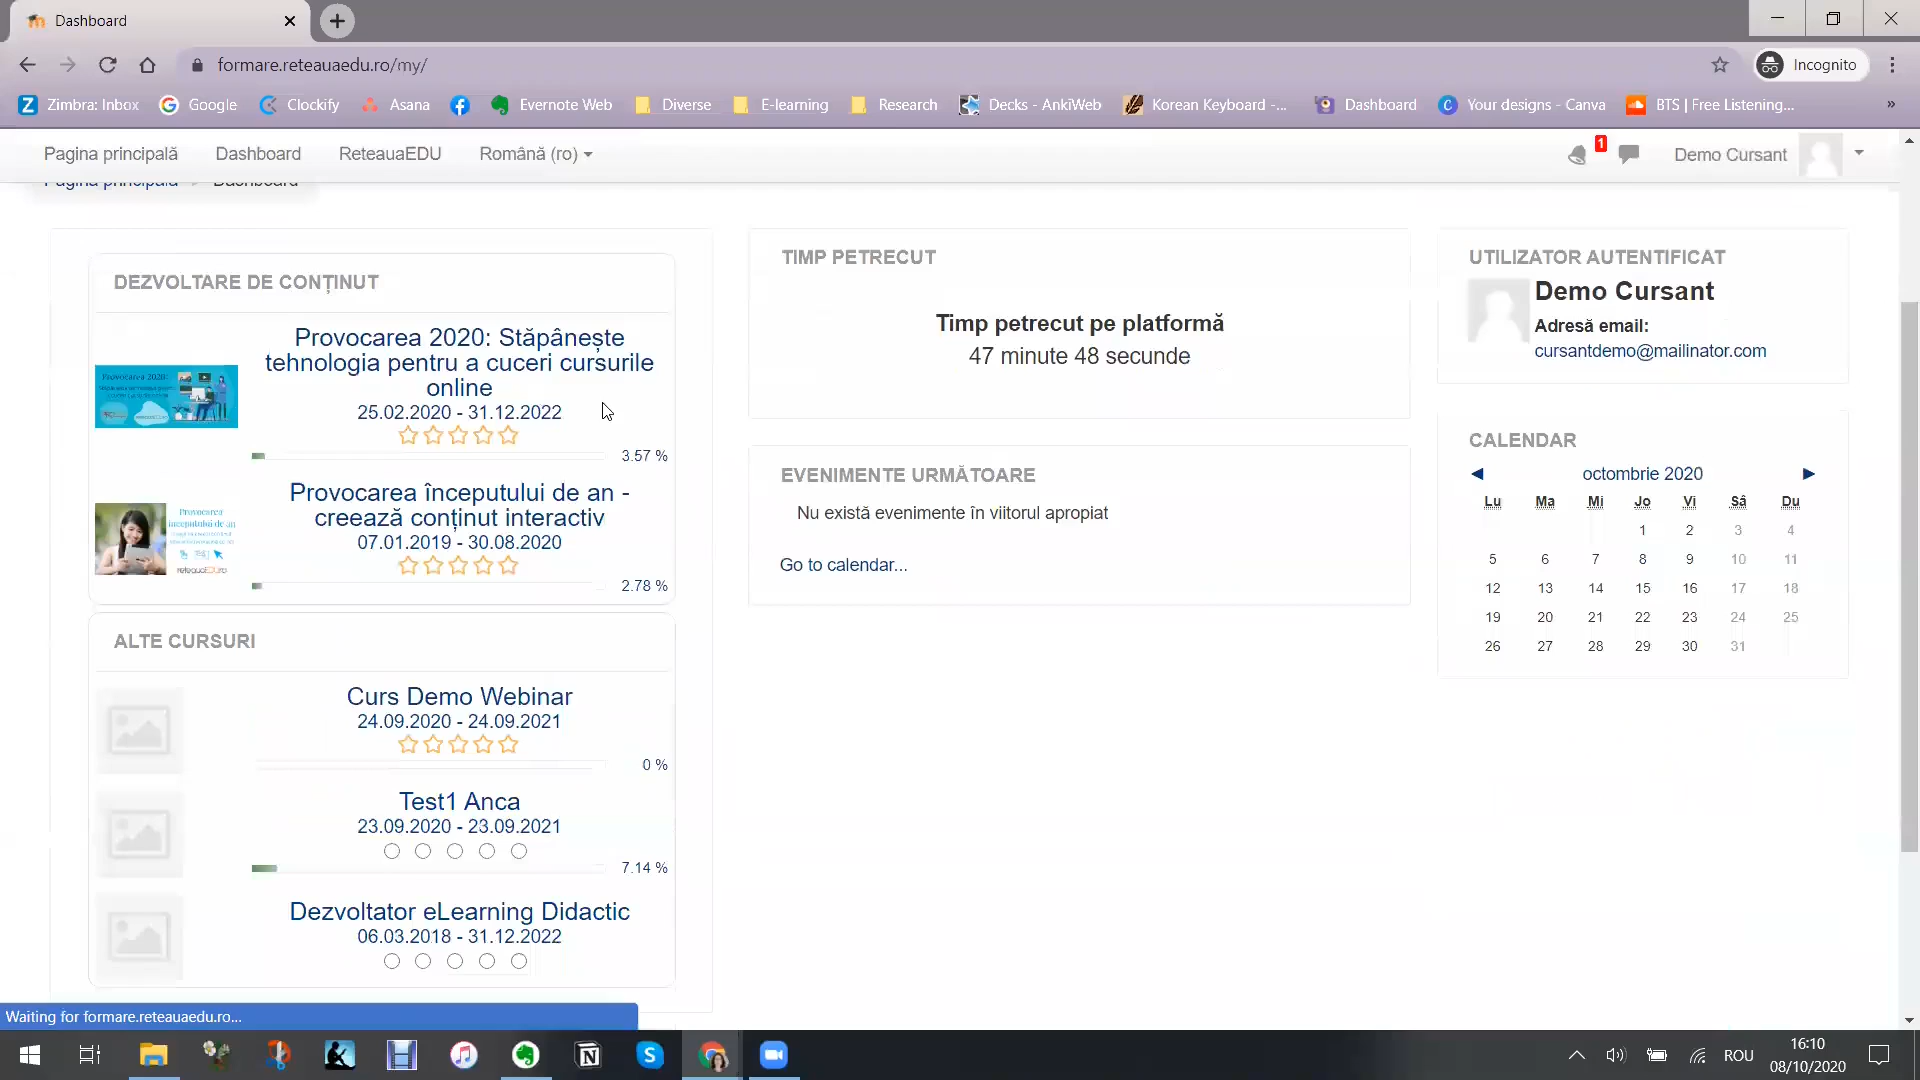 Dashboard
formare.reteauaedu.ro/my/
Incognito
Zimbra: Inbox
Google
Clockify
Asana
Evernote Web
Diverse
E-learning
Research
Decks - AnkiWeb
Korean Keyboard -...
Dashboard
Your designs - Canva
BTS | Free Listening...
»
Pagina principală
Dashboard
ReteauaEDU
Română (ro)
1
Demo Cursant
Pagina principală
Dashboard
DEZVOLTARE DE CONȚINUT
Provocarea 2020: Stăpânește
tehnologia pentru a cuceri cursurile
online
25.02.2020 - 31.12.2022
3.57 %
Provocarea începutului de an -
creează conținut interactiv
07.01.2019 - 30.08.2020
2.78 %
ALTE CURSURI
Curs Demo Webinar
24.09.2020 - 24.09.2021
0 %
Test1 Anca
23.09.2020 - 23.09.2021
7.14 %
Dezvoltator eLearning Didactic
06.03.2018 - 31.12.2022
TIMP PETRECUT
Timp petrecut pe platformă
47 minute 48 secunde
EVENIMENTE URMĂTOARE
Nu există evenimente în viitorul apropiat
Go to calendar...
UTILIZATOR AUTENTIFICAT
Demo Cursant
Adresă email:
cursantdemo@mailinator.com
CALENDAR
◄ octombrie 2020 ►
Lu Ma Mi Jo Vi Sâ Du
1 2 3 4
5 6 7 8 9 10 11
12 13 14 15 16 17 18
19 20 21 22 23 24 25
26 27 28 29 30 31
Waiting for formare.reteauaedu.ro...
ROU
16:10
08/10/2020